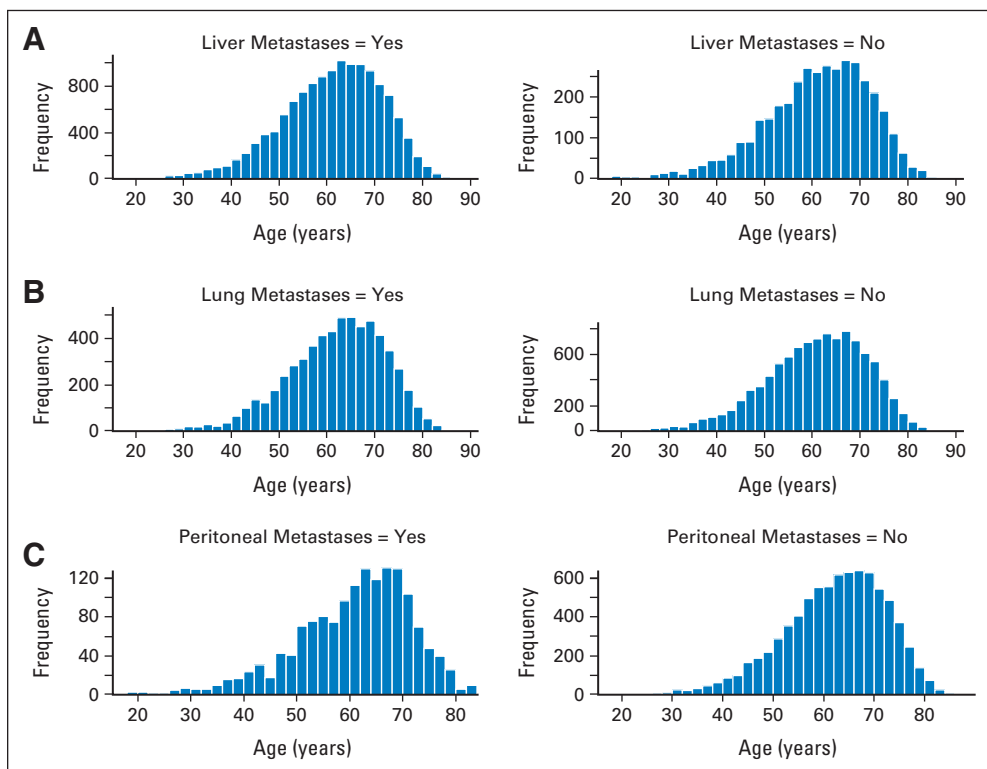 A
Liver Metastases = Yes
Frequency
800
400
0
20 30 40 50 60 70 80 90
Age (years)
Liver Metastases = No
Frequency
200
100
0
20 30 40 50 60 70 80 90
Age (years)
B
Lung Metastases = Yes
Frequency
400
200
0
20 30 40 50 60 70 80 90
Age (years)
Lung Metastases = No
Frequency
600
200
0
20 30 40 50 60 70 80 90
Age (years)
C
Peritoneal Metastases = Yes
Frequency
120
80
40
0
20 30 40 50 60 70 80
Age (years)
Peritoneal Metastases = No
Frequency
600
400
200
0
20 30 40 50 60 70 80
Age (years)